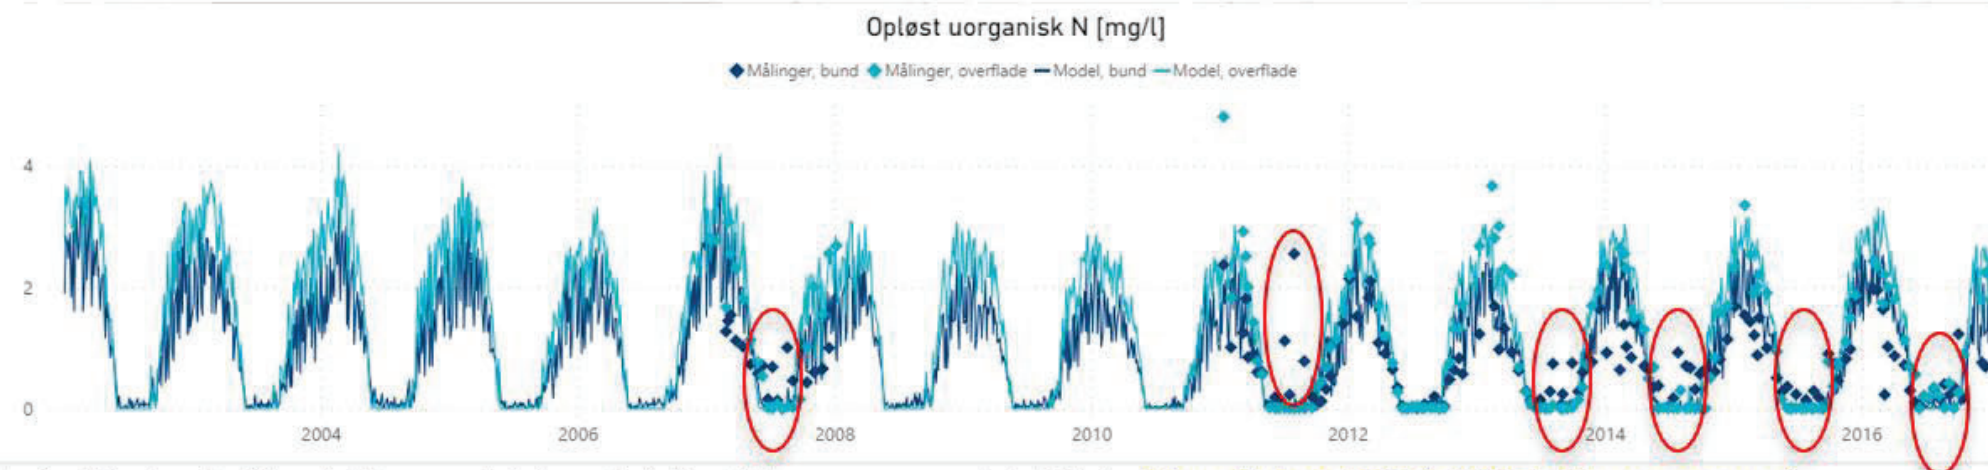 Opløst uorganisk N [mg/l]
Målinger, bund Målinger, overflade Model, bund Model, overflade
4
2
0
2004 2006 2008 2010 2012 2014 2016